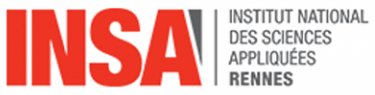 INSA
INSTITUT NATIONAL
DES SCIENCES
APPLIQUÉES
RENNES